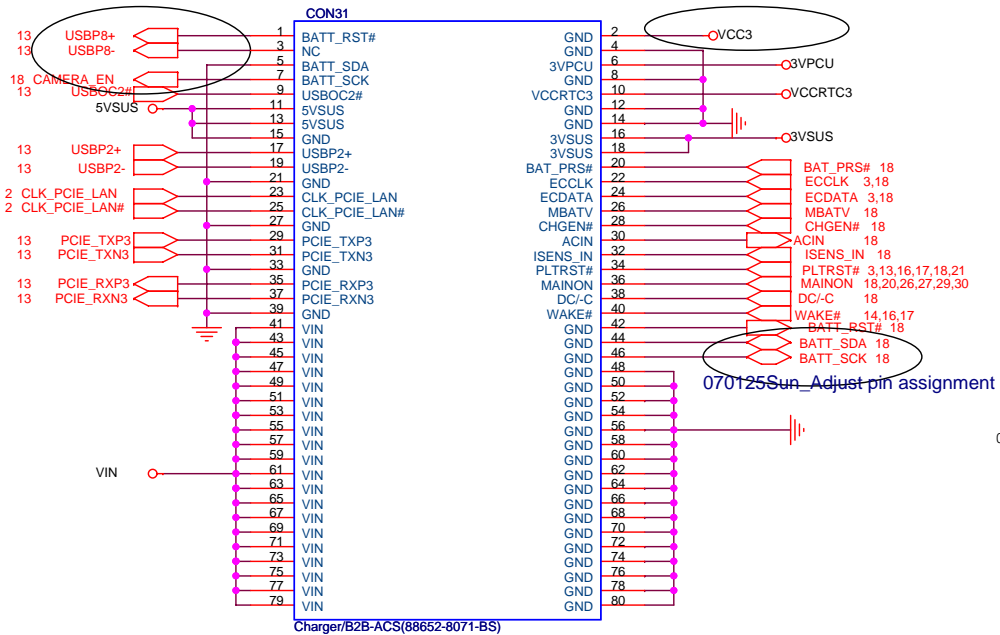 CON31
13 USBP8+ 1 BATT_RST# GND 2 VCC3
13 USBP8- 3 NC GND 4
5 BATT_SDA 3VPCU 6 3VPCU
18 CAMERA_EN 7 BATT_SCK GND 8
13 USBOC2# 9 USBOC2# VCCRTC3 10 VCCRTC3
5VSUS 11 5VSUS GND 12
13 5VSUS GND 14
15 GND 3VSUS 16 3VSUS
13 USBP2+ 17 USBP2+ 3VSUS 18
13 USBP2- 19 USBP2- BAT_PRS# 20 BAT_PRS# 18
21 GND ECCLK 22 ECCLK 3,18
2 CLK_PCIE_LAN 23 CLK_PCIE_LAN ECDATA 24 ECDATA 3,18
2 CLK_PCIE_LAN# 25 CLK_PCIE_LAN# MBATV 26 MBATV 18
27 GND CHGEN# 28 CHGEN# 18
13 PCIE_TXP3 29 PCIE_TXP3 ACIN 30 ACIN 18
13 PCIE_TXN3 31 PCIE_TXN3 ISENS_IN 32 ISENS_IN 18
33 GND PLTRST# 34 PLTRST# 3,13,16,17,18,21
13 PCIE_RXP3 35 PCIE_RXP3 MAINON 36 MAINON 18,20,26,27,29,30
13 PCIE_RXN3 37 PCIE_RXN3 DC/-C 38 DC/-C 18
39 GND WAKE# 40 WAKE# 14,16,17
41 VIN GND 42 BATT_RST# 18
43 VIN GND 44 BATT_SDA 18
45 VIN GND 46 BATT_SCK 18
47 VIN GND 48
070125Sun_Adjust pin assignment
49 VIN GND 50
51 VIN GND 52
53 VIN GND 54
55 VIN GND 56
57 VIN GND 58
59 VIN GND 60
VIN 61 VIN GND 62
63 VIN GND 64
65 VIN GND 66
67 VIN GND 68
69 VIN GND 70
71 VIN GND 72
73 VIN GND 74
75 VIN GND 76
77 VIN GND 78
79 VIN GND 80
Charger/B2B-ACS(88652-8071-BS)